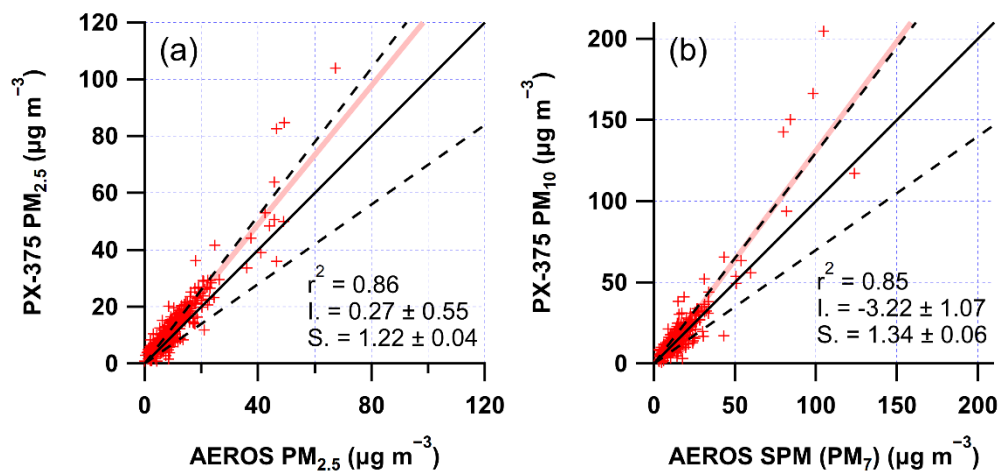 (a)
PX-375 PM2.5 (µg m−3)
120
100
80
60
40
20
0
r2 = 0.86
I. = 0.27 ± 0.55
S. = 1.22 ± 0.04
0 40 80 120
AEROS PM2.5 (µg m−3)
(b)
PX-375 PM10 (µg m−3)
200
150
100
50
0
r2 = 0.85
I. = -3.22 ± 1.07
S. = 1.34 ± 0.06
0 50 100 150 200
AEROS SPM (PM7) (µg m−3)